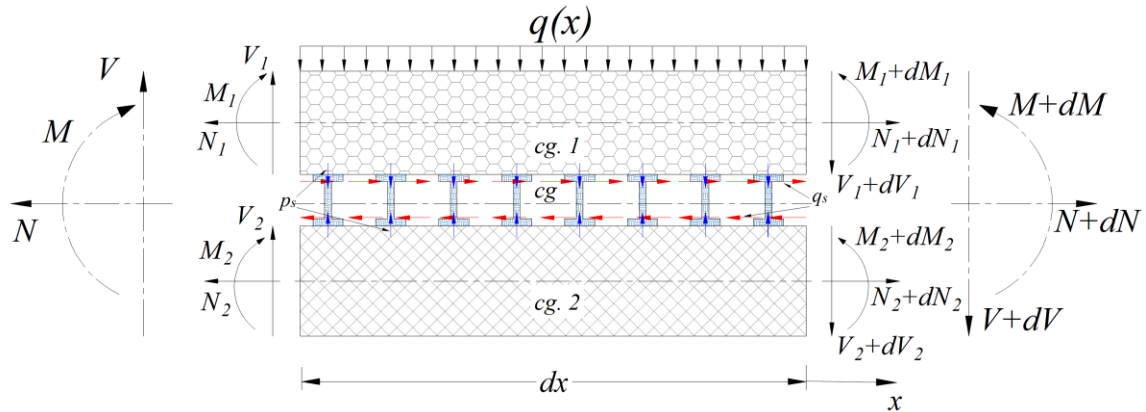 q(x)
V
M
N
V₁
M₁
N₁
cg. 1
M₁+dM₁
N₁+dN₁
V₁+dV₁
pₛ
cg
qₛ
V₂
M₂
N₂
cg. 2
M₂+dM₂
N₂+dN₂
V₂+dV₂
M+dM
N+dN
V+dV
dx
x